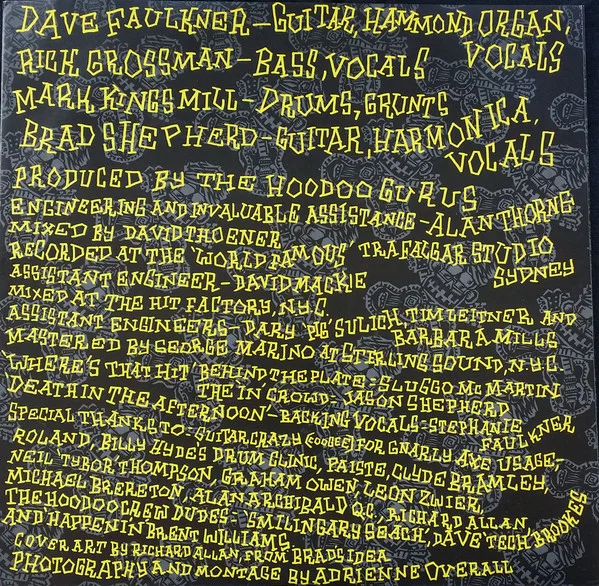 DAVE FAULKNER-GUITAR, HAMMOND ORGAN,
VOCALS
RICK GROSSMAN-BASS, VOCALS
MARK KINGSMILL-DRUMS, GRUNTS
BRAD SHEPHERD-GUITAR, HARMONICA,
VOCALS
PRODUCED BY THE HOODOO GURUS
ENGINEERING AND INVALUABLE ASSISTANCE-ALAN THORNE
MIXED BY DAVID THOENER
RECORDED AT THE 'WORLD FAMOUS' TRAFALGAR STUDIO
SYDNEY
ASSISTANT ENGINEER-DAVID MACKIE
MIXED AT THE HIT FACTORY, N.Y.C.
ASSISTANT ENGINEERS-DARY 'PIG' SULICH, TIM LEITNER AND
BARBARA MILLS
MASTERED BY GEORGE MARINO AT STIRLING SOUND, N.Y.C.
'WHERE'S THAT HIT' BEHIND THE PLATE-SLUGGO McMARTIN
THE IN CROWD-JASON SHEPHERD
'DEATH IN THE AFTERNOON'-BACKING VOCALS-STEPHANIE
FAULKNER
SPECIAL THANKS TO-GUITAR CRAZY (COOGEE) FOR GNARLY AXE USAGE,
ROLAND, BILLY HYDE'S DRUM CLINIC, PAISTE, CLYDE BRAMLEY,
NEIL 'TYBOR' THOMPSON, GRAHAM OWEN, LEON ZWIER,
MICHAEL BRERETON, ALAN ARCHIBALD Q.C., RICHARD ALLAN,
THE HOODOO CREW DUDES-'SMILIN' GARY SEACH, DAVE 'TECH' BROOKES
AND 'HAPPENIN' BRENT WILLIAMS.
COVER ART BY RICHARD ALLAN, FROM BRAD'S IDEA
PHOTOGRAPHY AND MONTAGE BY ADRIENNE OVERALL